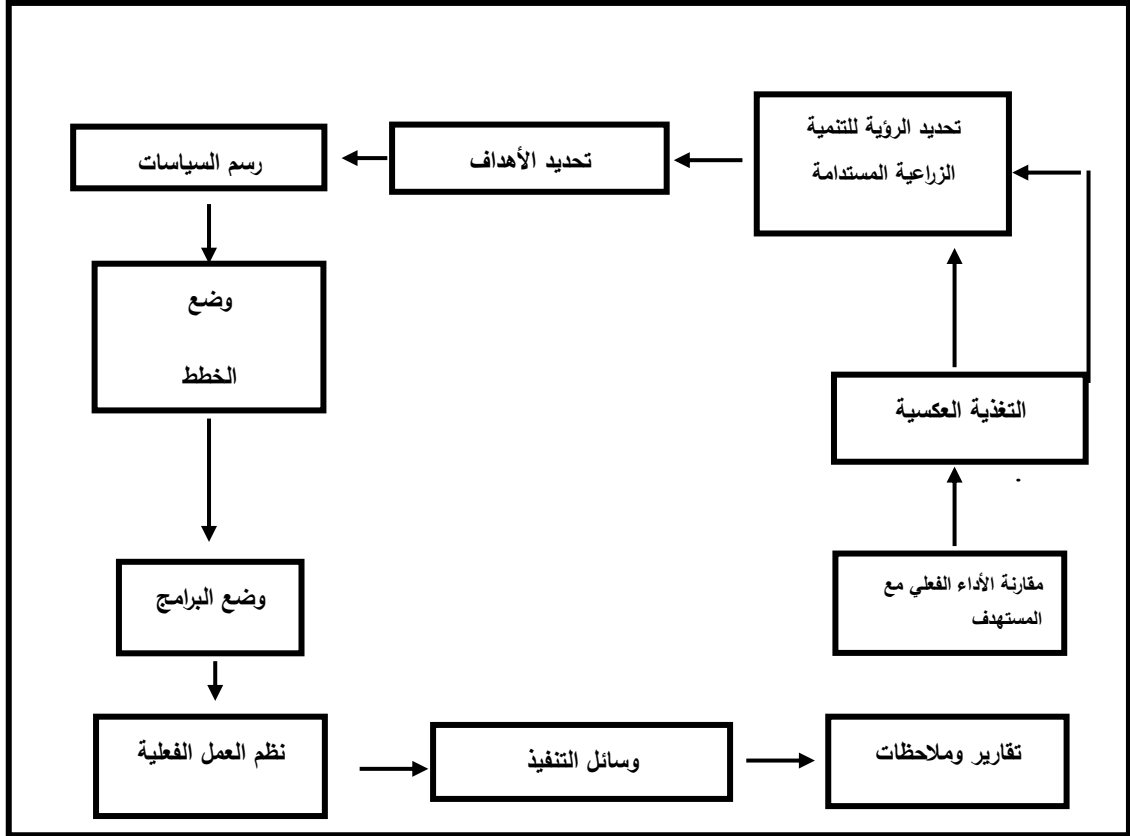 تحديد الرؤية للتنمية
الزراعية المستدامة
تحديد الأهداف
رسم السياسات
وضع
الخطط
وضع البرامج
نظم العمل الفعلية
وسائل التنفيذ
تقارير وملاحظات
مقارنة الأداء الفعلي مع
المستهدف
التغذية العكسية
.